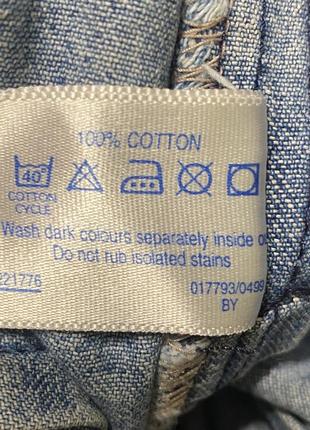 100% COTTON
40°
COTTON
CYCLE
Wash dark colours separately inside
Do not rub isolated stains
21776
017793/0499
BY